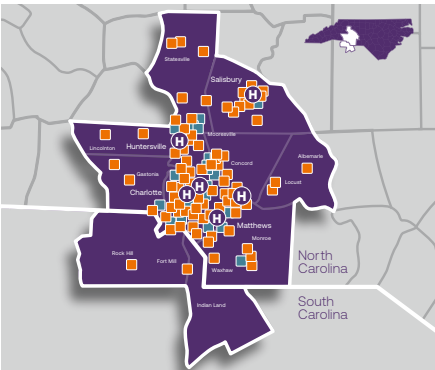 Statesville
Salisbury
H
Mooresville
H
Huntersville
Lincolnton
Concord
Albemarle
Gastonia
Locust
Charlotte
H
H
H
H
Matthews
Monroe
Rock Hill
Fort Mill
Waxhaw
North
Carolina
South
Carolina
Indian Land